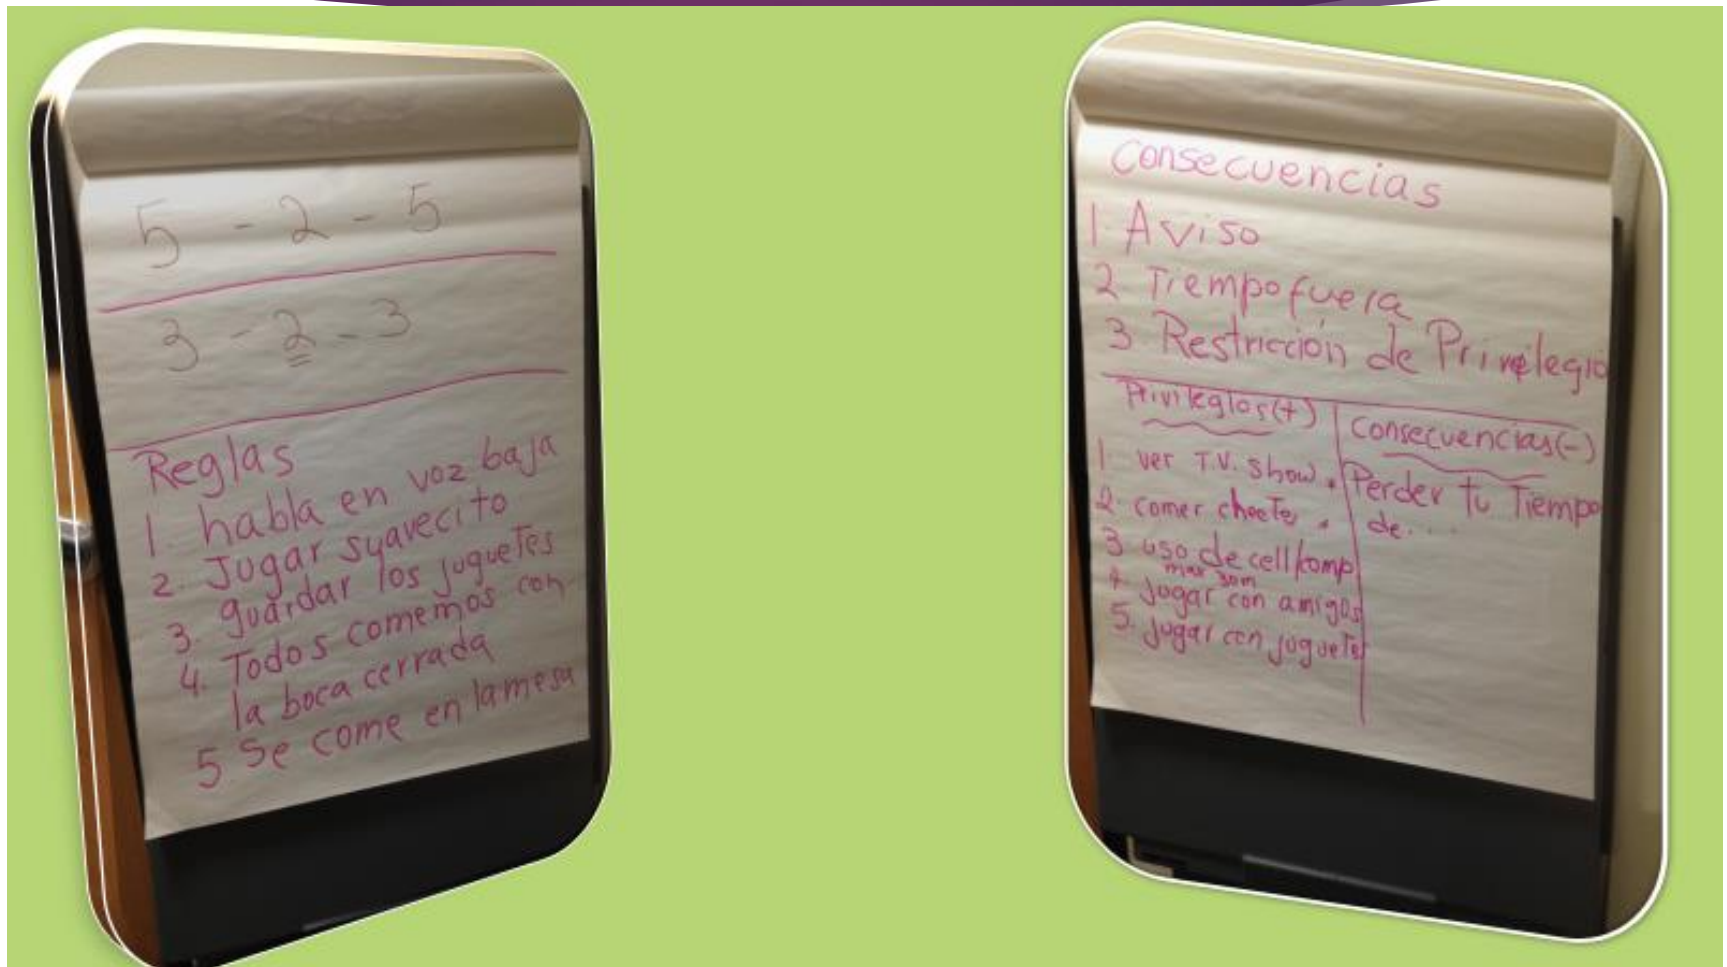 5 - 2 - 5
3 - 2 - 3
Reglas
1. habla en voz baja
2. Jugar suavecito
3. guardar los juguetes
4. Todos comemos con
la boca cerrada
5 Se come en la mesa
Consecuencias
1 Aviso
2 Tiempo fuera
3 Restricción de Privelegio
Privilegios(+)
1 ver T.V. show
2 comer
3 uso de cell/comp
max 30m
4 Jugar con amigos
5. jugar con juguetes
Consecuencias(-)
Perder tu Tiempo
de....